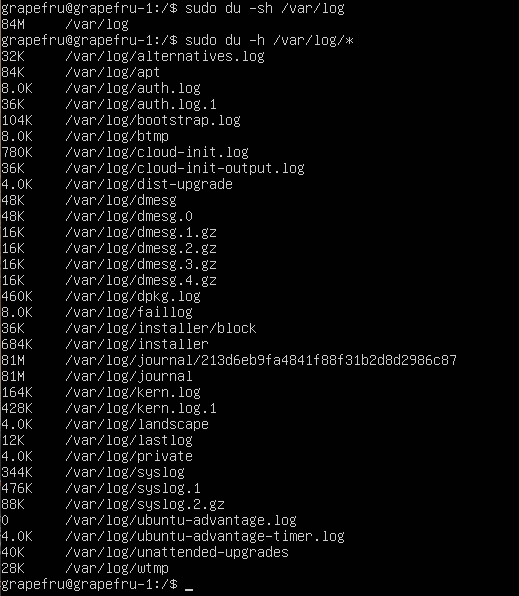 grapefru@grapefru-1:/$ sudo du -sh /var/log
84M /var/log
grapefru@grapefru-1:/$ sudo du -h /var/log/*
32K /var/log/alternatives.log
84K /var/log/apt
8.0K /var/log/auth.log
36K /var/log/auth.log.1
104K /var/log/bootstrap.log
8.0K /var/log/btmp
780K /var/log/cloud-init.log
36K /var/log/cloud-init-output.log
4.0K /var/log/dist-upgrade
48K /var/log/dmesg
48K /var/log/dmesg.0
16K /var/log/dmesg.1.gz
16K /var/log/dmesg.2.gz
16K /var/log/dmesg.3.gz
16K /var/log/dmesg.4.gz
460K /var/log/dpkg.log
8.0K /var/log/faillog
36K /var/log/installer/block
684K /var/log/installer
81M /var/log/journal/213d6eb9fa4841f88f31b2d8d2986c87
81M /var/log/journal
164K /var/log/kern.log
428K /var/log/kern.log.1
4.0K /var/log/landscape
12K /var/log/lastlog
4.0K /var/log/private
344K /var/log/syslog
476K /var/log/syslog.1
88K /var/log/syslog.2.gz
0 /var/log/ubuntu-advantage.log
4.0K /var/log/ubuntu-advantage-timer.log
40K /var/log/unattended-upgrades
28K /var/log/wtmp
grapefru@grapefru-1:/$ _